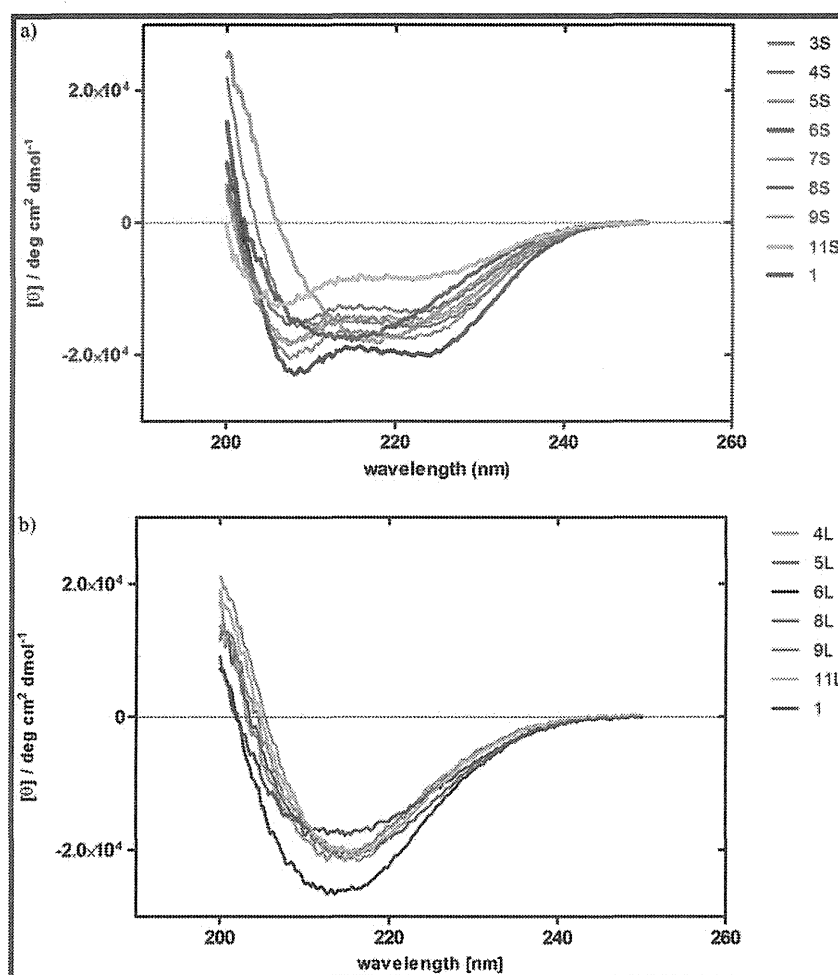 a)
3S
4S
5S
6S
7S
8S
9S
11S
1
2.0×10⁴
0
-2.0×10⁴
[θ] / deg cm² dmol⁻¹
200
220
240
260
wavelength (nm)
b)
4L
5L
6L
8L
9L
11L
1
2.0×10⁴
0
-2.0×10⁴
[θ] / deg cm² dmol⁻¹
200
220
240
260
wavelength [nm]